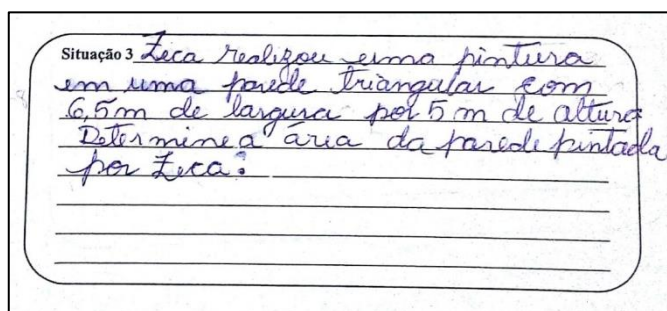 Situação 3 Zeca realizou uma pintura
em uma parede triangular com
6,5m de largura por 5 m de altura
Determine a área da parede pintada
por Zeca?